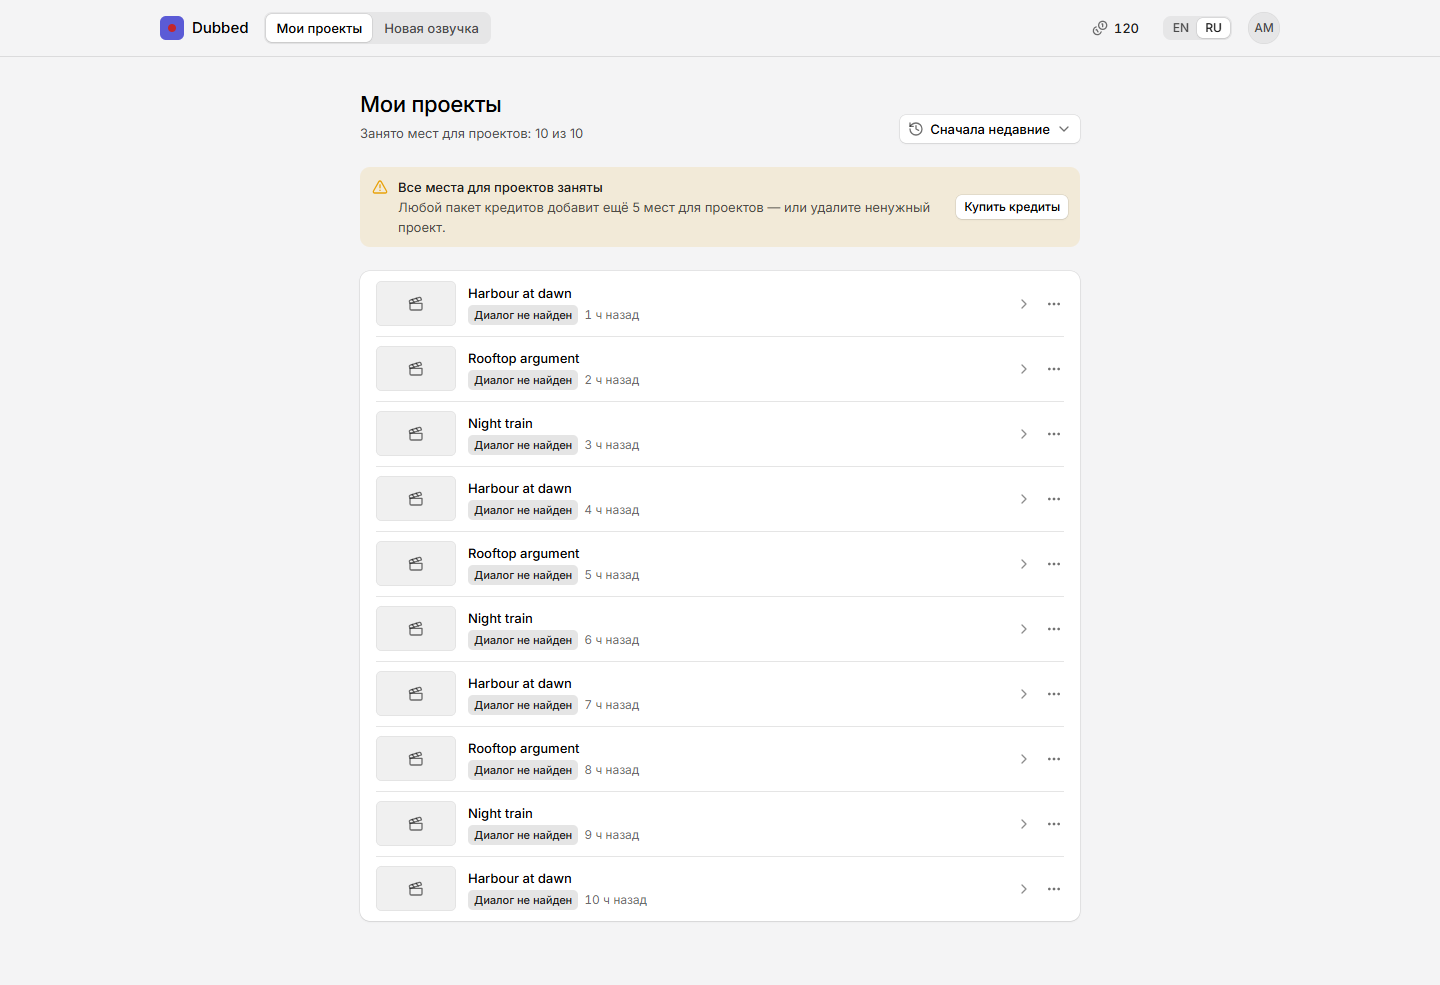 Dubbed
Мои проекты
Новая озвучка
120
EN
RU
AM
Мои проекты
Занято мест для проектов: 10 из 10
Сначала недавние
Все места для проектов заняты
Любой пакет кредитов добавит ещё 5 мест для проектов — или удалите ненужный
проект.
Купить кредиты
Harbour at dawn
Диалог не найден 1 ч назад
Rooftop argument
Диалог не найден 2 ч назад
Night train
Диалог не найден 3 ч назад
Harbour at dawn
Диалог не найден 4 ч назад
Rooftop argument
Диалог не найден 5 ч назад
Night train
Диалог не найден 6 ч назад
Harbour at dawn
Диалог не найден 7 ч назад
Rooftop argument
Диалог не найден 8 ч назад
Night train
Диалог не найден 9 ч назад
Harbour at dawn
Диалог не найден 10 ч назад